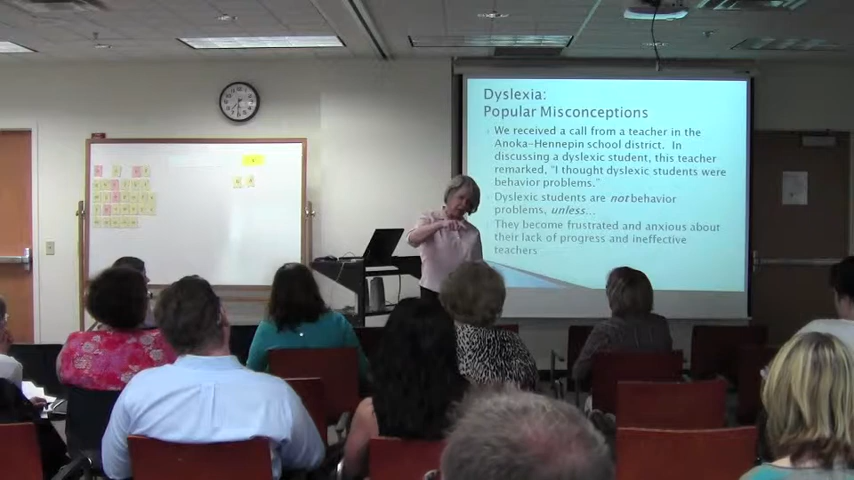 Dyslexia:
Popular Misconceptions
We received a call from a teacher in the
Anoka-Hennepin school district. In
discussing a dyslexic student, this teacher
remarked, "I thought dyslexic students were
behavior problems."
Dyslexic students are not behavior
problems, unless...
They become frustrated and anxious about
their lack of progress and ineffective
teachers